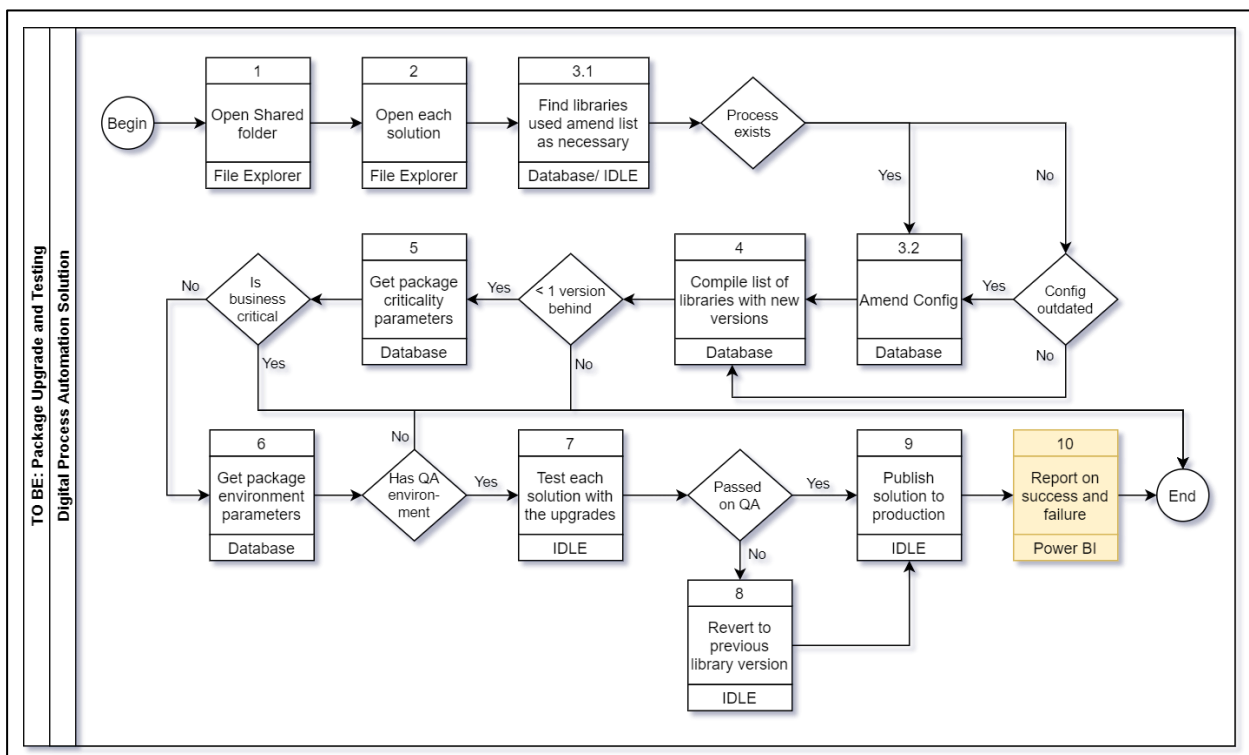 TO BE: Package Upgrade and Testing
Digital Process Automation Solution
Begin
1
Open Shared
folder
File Explorer
2
Open each
solution
File Explorer
3.1
Find libraries
used amend list
as necessary
Database/ IDLE
Process
exists
Yes
No
Is
business
critical
No
Yes
5
Get package
criticality
parameters
Database
Yes
< 1 version
behind
No
4
Compile list of
libraries with new
versions
Database
3.2
Amend Config
Database
Yes
Config
outdated
No
6
Get package
environment
parameters
Database
No
Has QA
environ-
ment
Yes
7
Test each
solution with
the upgrades
IDLE
Passed
on QA
Yes
No
8
Revert to
previous
library version
IDLE
9
Publish
solution to
production
IDLE
10
Report on
success and
failure
Power BI
End